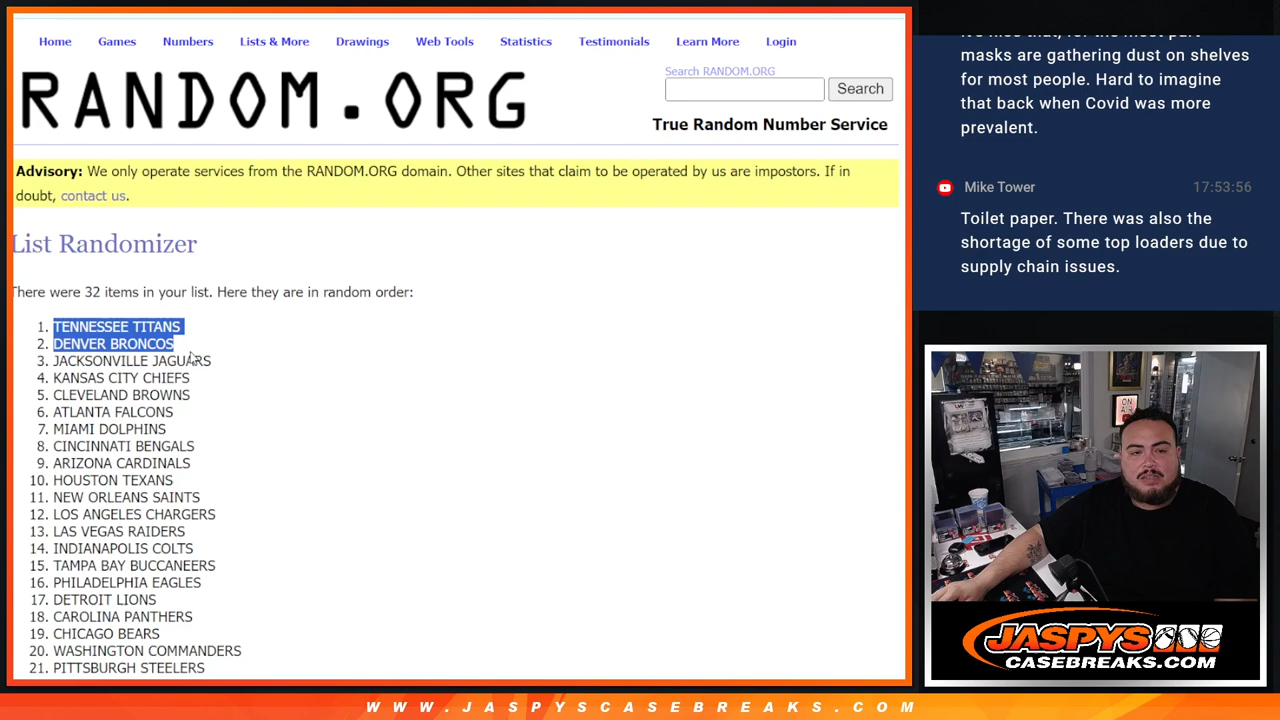 Home Games Numbers Lists & More Drawings Web Tools Statistics Testimonials Learn More Login
RANDOM.ORG
Search RANDOM.ORG
Search
True Random Number Service
Advisory: We only operate services from the RANDOM.ORG domain. Other sites that claim to be operated by us are impostors. If in
doubt, contact us.
List Randomizer
There were 32 items in your list. Here they are in random order:
1. TENNESSEE TITANS
2. DENVER BRONCOS
3. JACKSONVILLE JAGUARS
4. KANSAS CITY CHIEFS
5. CLEVELAND BROWNS
6. ATLANTA FALCONS
7. MIAMI DOLPHINS
8. CINCINNATI BENGALS
9. ARIZONA CARDINALS
10. HOUSTON TEXANS
11. NEW ORLEANS SAINTS
12. LOS ANGELES CHARGERS
13. LAS VEGAS RAIDERS
14. INDIANAPOLIS COLTS
15. TAMPA BAY BUCCANEERS
16. PHILADELPHIA EAGLES
17. DETROIT LIONS
18. CAROLINA PANTHERS
19. CHICAGO BEARS
20. WASHINGTON COMMANDERS
21. PITTSBURGH STEELERS
It's nice that, for the most part
masks are gathering dust on shelves
for most people. Hard to imagine
that back when Covid was more
prevalent.
Mike Tower 17:53:56
Toilet paper. There was also the
shortage of some top loaders due to
supply chain issues.
ON
AIR
JASPYS
CASEBREAKS.COM
WWW.JASPYSCASEBREAKS.COM